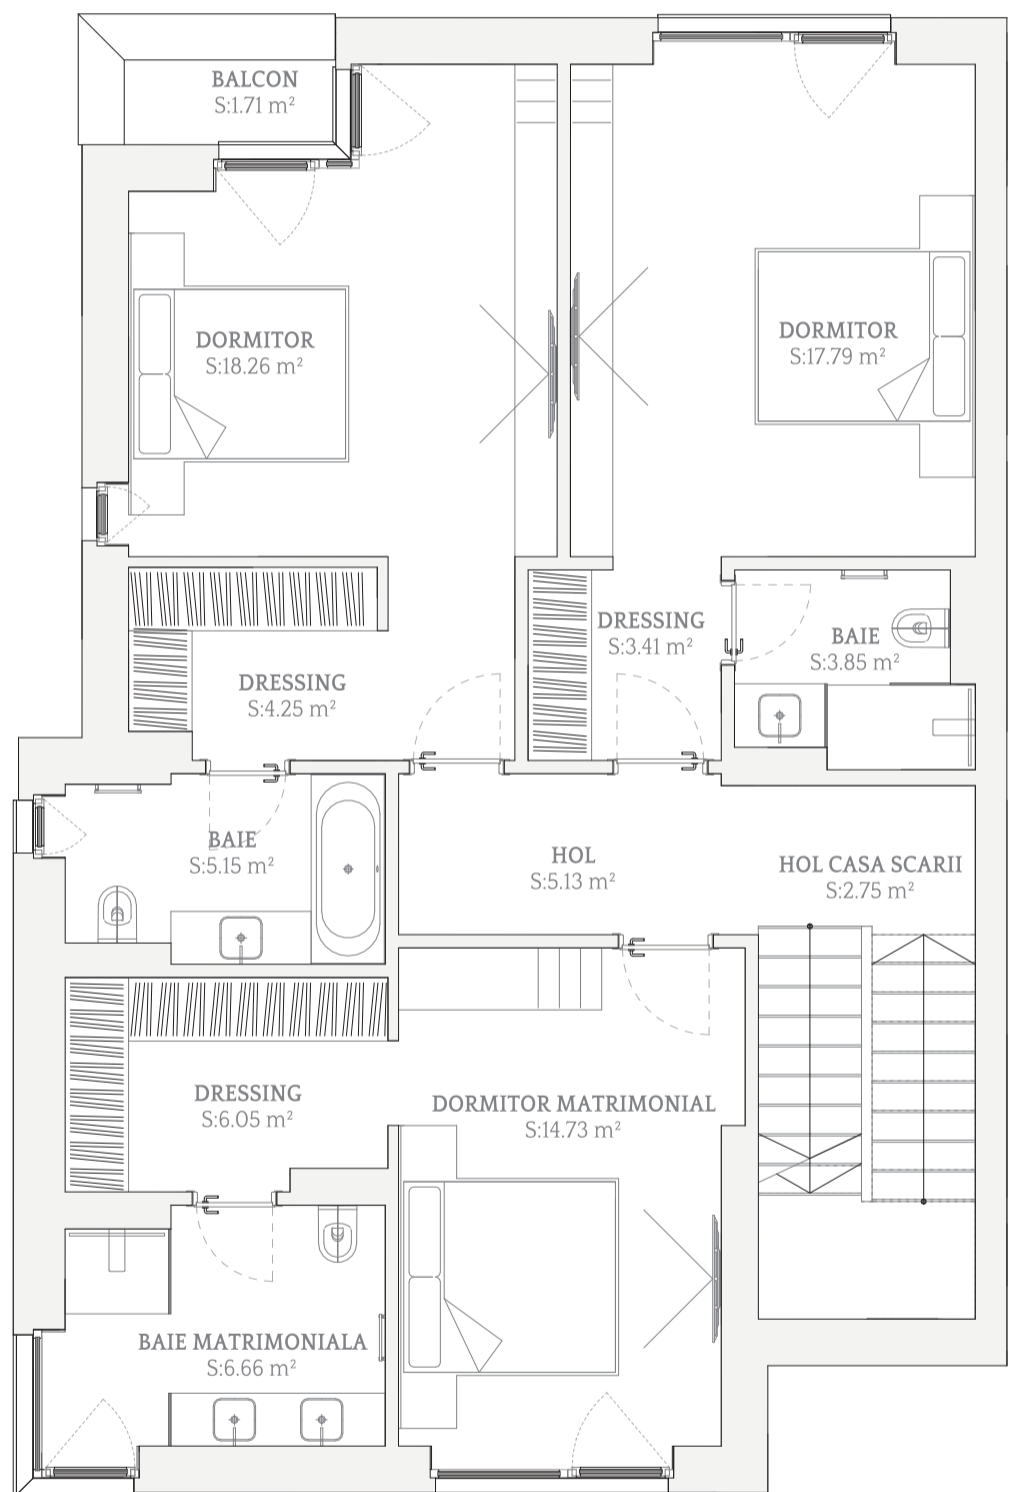 BALCON
S:1.71 m²
DORMITOR
S:18.26 m²
DORMITOR
S:17.79 m²
DRESSING
S:3.41 m²
BAIE
S:3.85 m²
DRESSING
S:4.25 m²
BAIE
S:5.15 m²
HOL
S:5.13 m²
HOL CASA SCARII
S:2.75 m²
DRESSING
S:6.05 m²
DORMITOR MATRIMONIAL
S:14.73 m²
BAIE MATRIMONIALA
S:6.66 m²